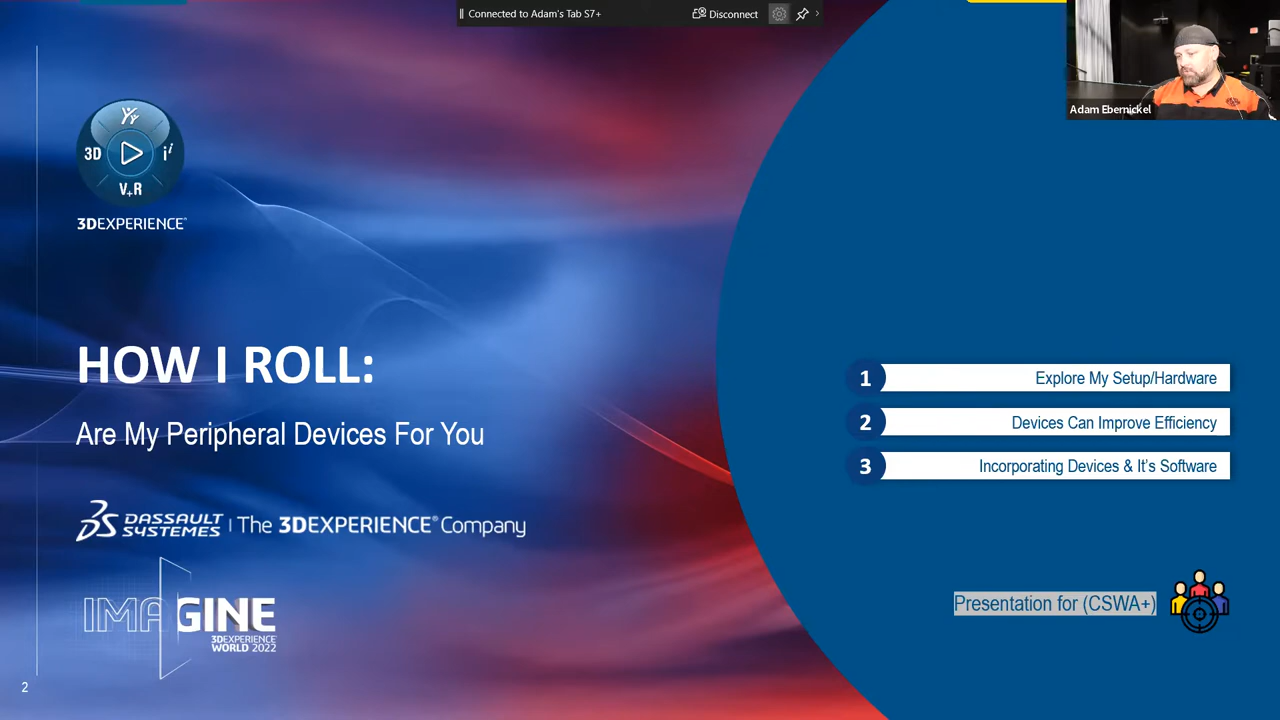 Connected to Adam's Tab S7+
Disconnect
Adam Ebernickel
3D
V+R
3DEXPERIENCE®
HOW I ROLL:
Are My Peripheral Devices For You
DASSAULT SYSTEMES | The 3DEXPERIENCE® Company
IMAGINE
3DEXPERIENCE
WORLD 2022
2
1 Explore My Setup/Hardware
2 Devices Can Improve Efficiency
3 Incorporating Devices & It's Software
Presentation for (CSWA+)